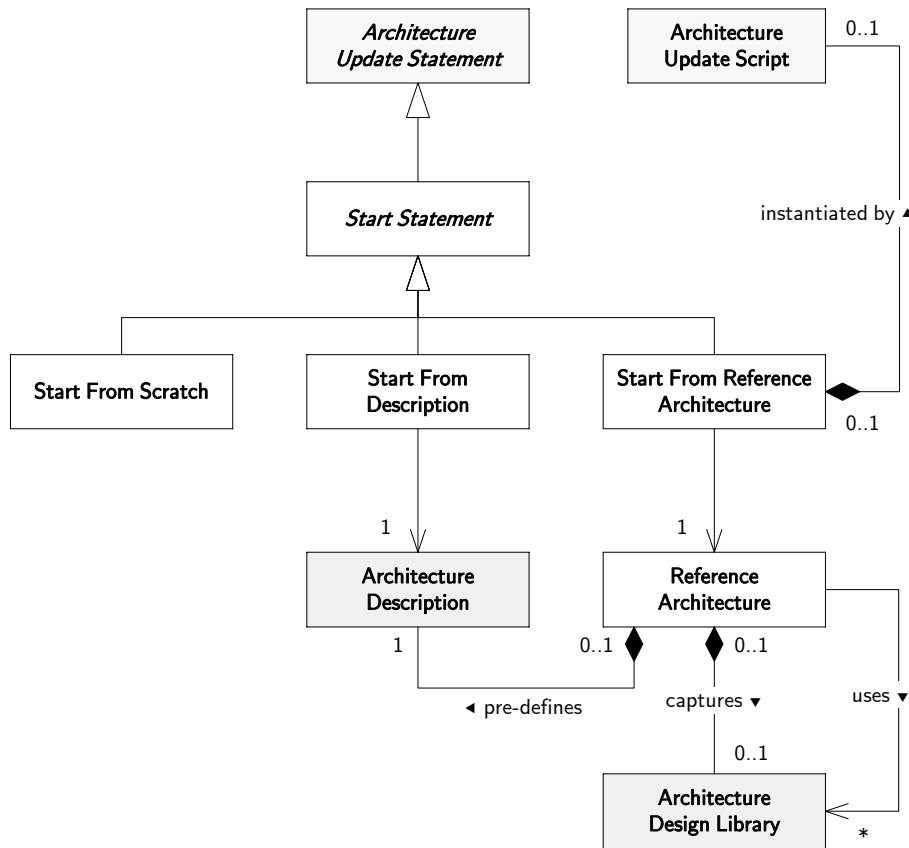 Architecture
Update Statement
Architecture
Update Script
0..1
Start Statement
instantiated by ▲
Start From Scratch
Start From
Description
Start From Reference
Architecture
0..1
1
1
Architecture
Description
Reference
Architecture
1
0..1
0..1
◄ pre-defines
captures ▼
uses ▼
0..1
Architecture
Design Library
*